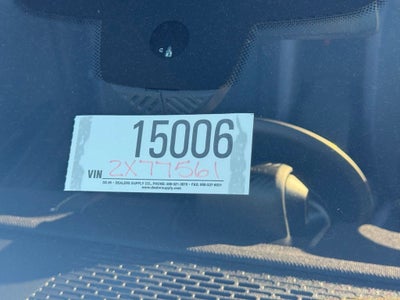 15006
VIN 2X77561
DEALERS SUPPLY CO.
www.dealersupply.com